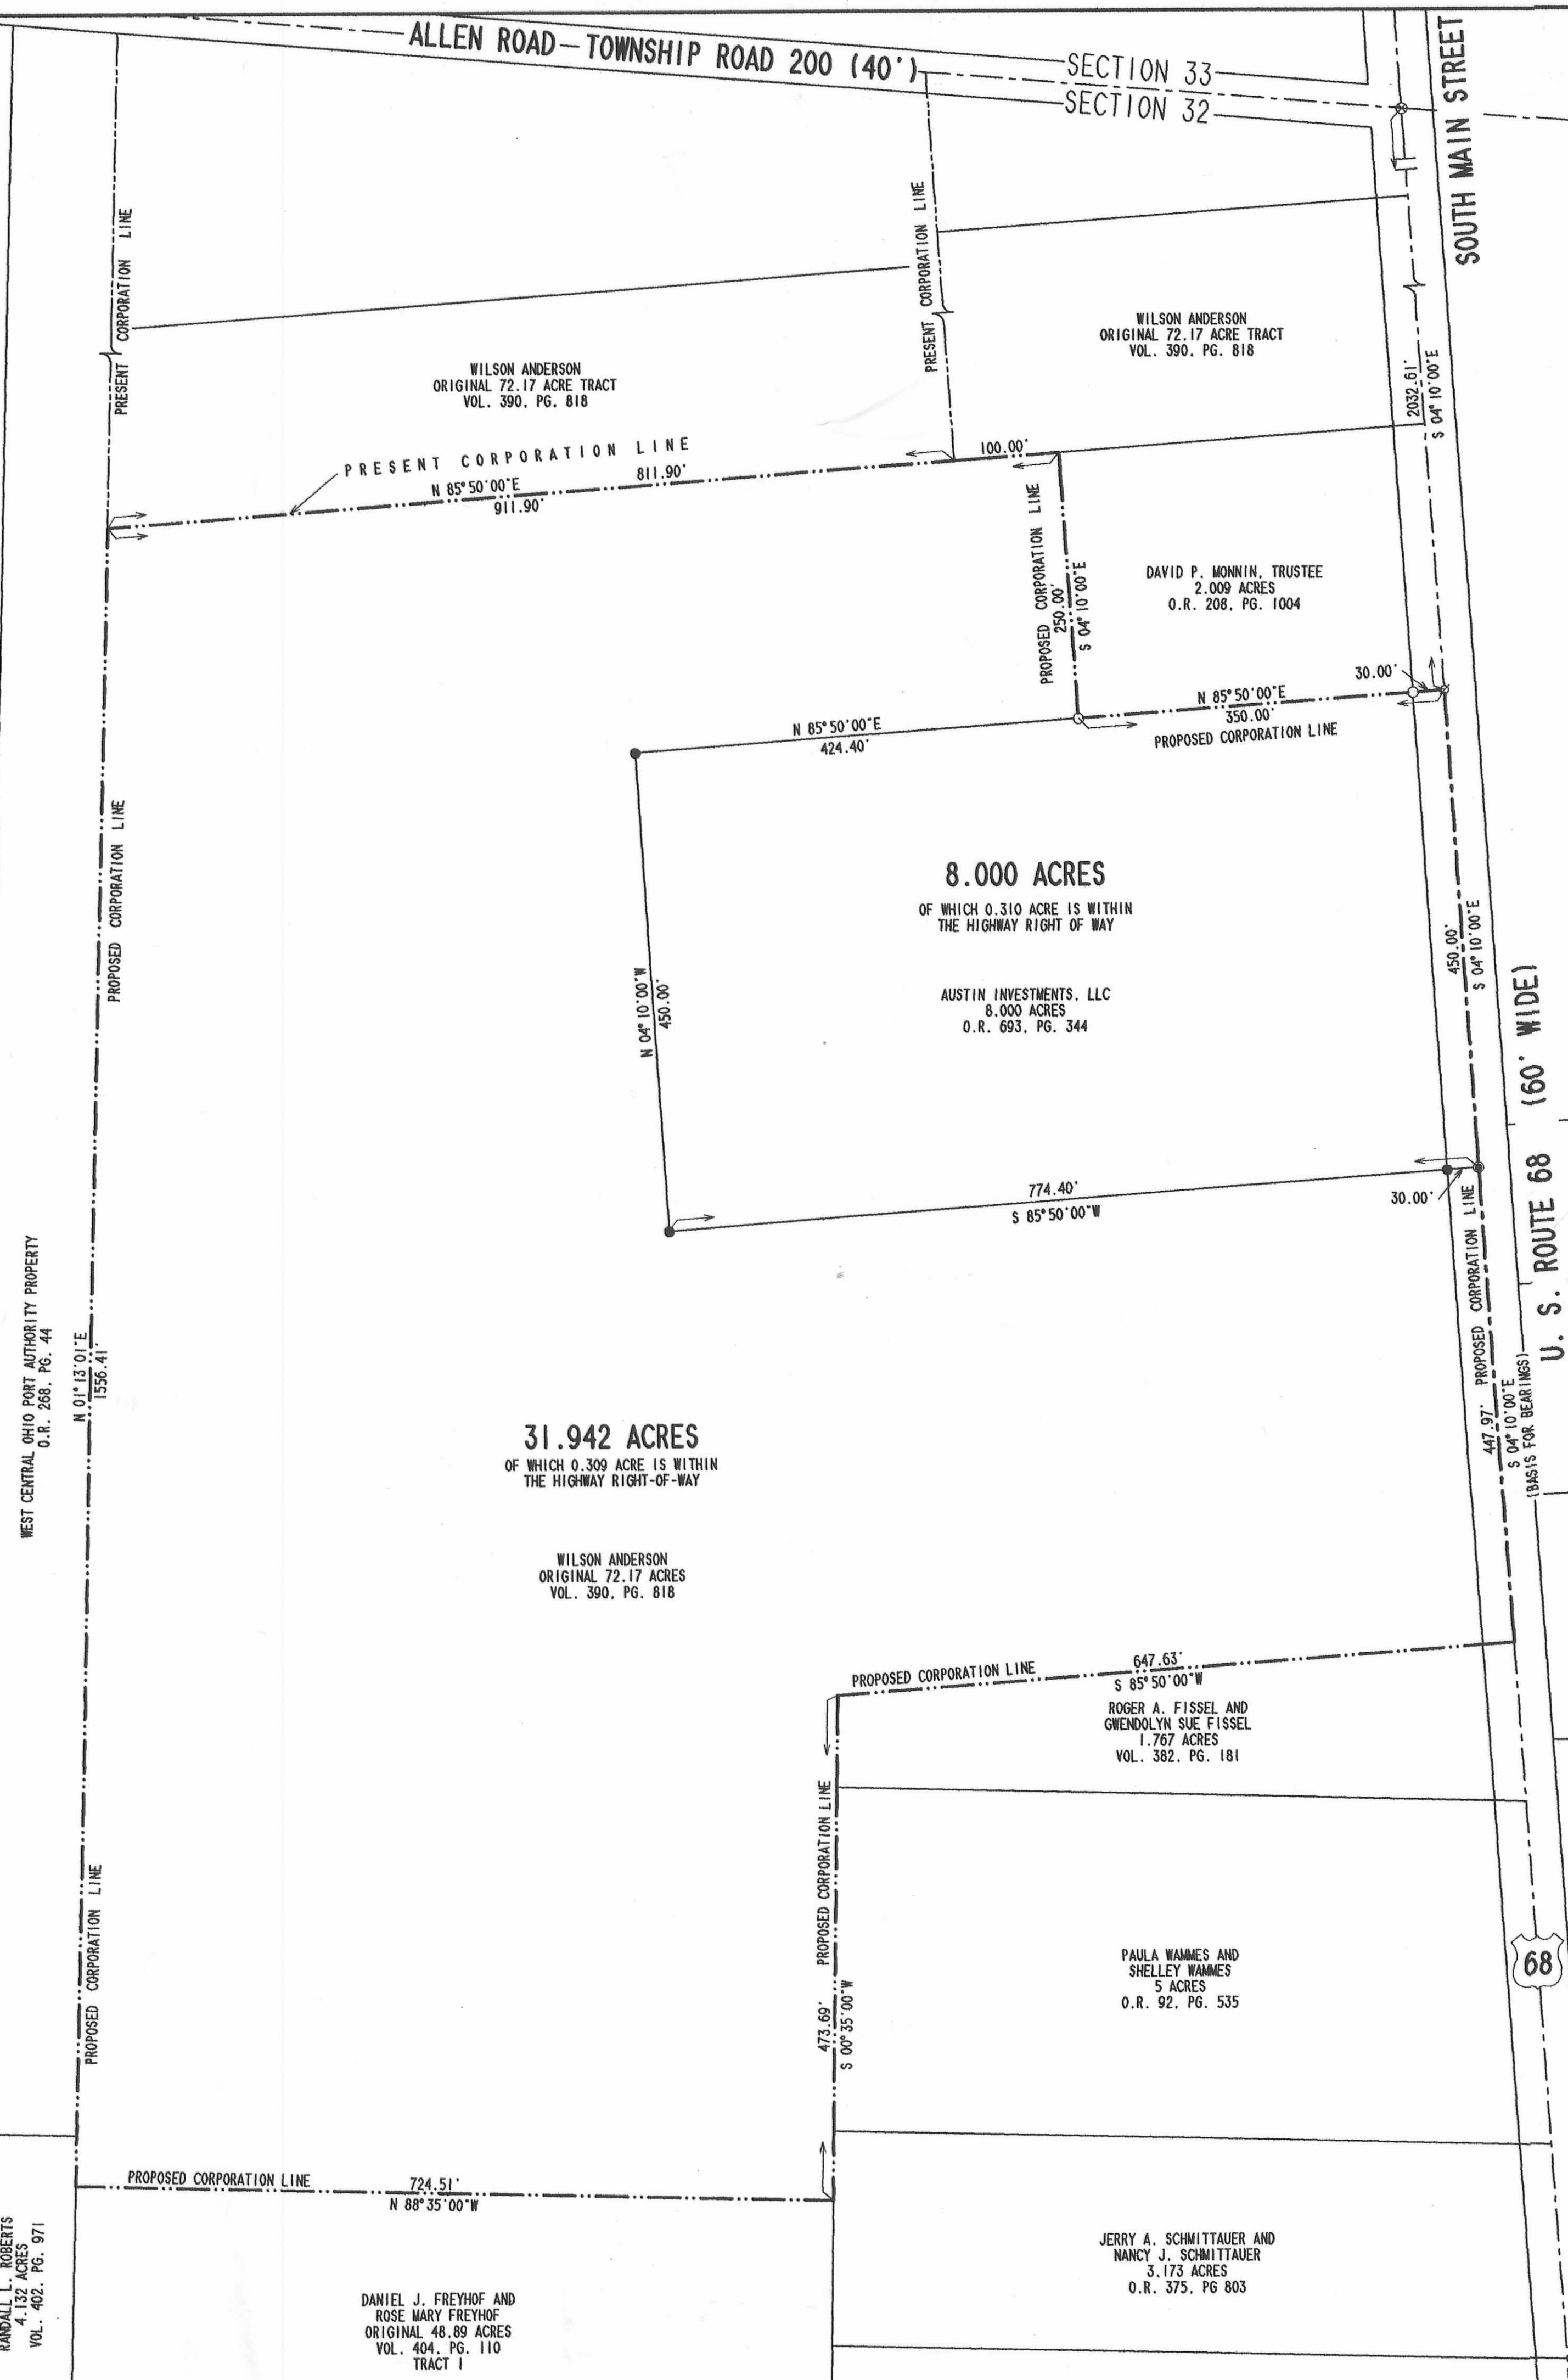 ALLEN ROAD—TOWNSHIP ROAD 200 (40')
SECTION 33
SECTION 32
SOUTH MAIN STREET
PRESENT CORPORATION LINE
PRESENT CORPORATION LINE
WILSON ANDERSON
ORIGINAL 72.17 ACRE TRACT
VOL. 390, PG. 818
WILSON ANDERSON
ORIGINAL 72.17 ACRE TRACT
VOL. 390, PG. 818
2032.61'
S 04°10'00"E
PRESENT CORPORATION LINE
N 85°50'00"E
911.90'
811.90'
100.00'
PROPOSED CORPORATION LINE
250.00'
S 04°10'00"E
DAVID P. MONNIN, TRUSTEE
2.009 ACRES
O.R. 208, PG. 1004
30.00'
N 85°50'00"E
350.00'
PROPOSED CORPORATION LINE
N 85°50'00"E
424.40'
PROPOSED CORPORATION LINE
8.000 ACRES
OF WHICH 0.310 ACRE IS WITHIN
THE HIGHWAY RIGHT OF WAY
AUSTIN INVESTMENTS, LLC
8.000 ACRES
O.R. 693, PG. 344
N 04°10'00"W
450.00'
450.00'
S 04°10'00"E
774.40'
S 85°50'00"W
30.00'
U. S. ROUTE 68 (60' WIDE)
PROPOSED CORPORATION LINE
447.97'
S 04°10'00"E
(BASIS FOR BEARINGS)
WEST CENTRAL OHIO PORT AUTHORITY PROPERTY
O.R. 268, PG. 44
N 01°13'01"E
1556.41'
31.942 ACRES
OF WHICH 0.309 ACRE IS WITHIN
THE HIGHWAY RIGHT-OF-WAY
WILSON ANDERSON
ORIGINAL 72.17 ACRES
VOL. 390, PG. 818
PROPOSED CORPORATION LINE
647.63'
S 85°50'00"W
ROGER A. FISSEL AND
GWENDOLYN SUE FISSEL
1.767 ACRES
VOL. 382, PG. 181
PROPOSED CORPORATION LINE
473.69'
S 00°35'00"W
PROPOSED CORPORATION LINE
PAULA WAMMES AND
SHELLEY WAMMES
5 ACRES
O.R. 92, PG. 535
68
PROPOSED CORPORATION LINE
724.51'
N 88°35'00"W
RANDALL L. ROBERTS
4.132 ACRES
VOL. 402, PG. 971
DANIEL J. FREYHOF AND
ROSE MARY FREYHOF
ORIGINAL 48.89 ACRES
VOL. 404, PG. 110
TRACT 1
JERRY A. SCHMITTAUER AND
NANCY J. SCHMITTAUER
3.173 ACRES
O.R. 375, PG 803